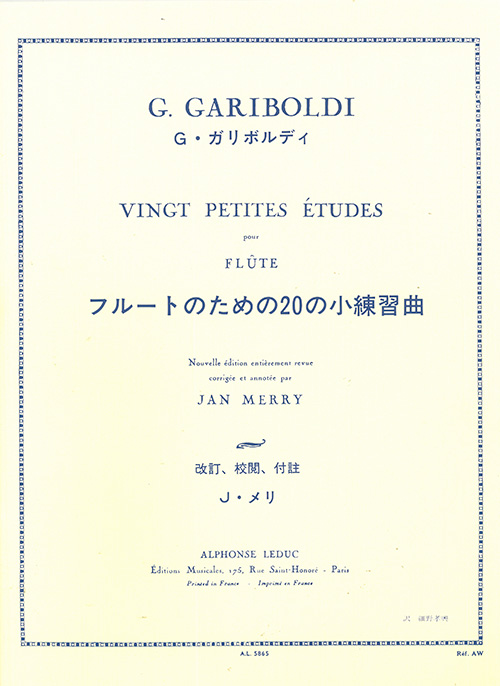 G. GARIBOLDI
G・ガリボルディ
VINGT PETITES ÉTUDES
pour
FLÛTE
フルートのための20の小練習曲
Nouvelle édition entièrement revue
corrigée et annotée par
JAN MERRY
改訂、校閲、付註
J・メリ
ALPHONSE LEDUC
Éditions Musicales, 175, Rue Saint-Honoré - Paris
Printed in France - Imprimé en France
A.L. 5865
Réf. AW